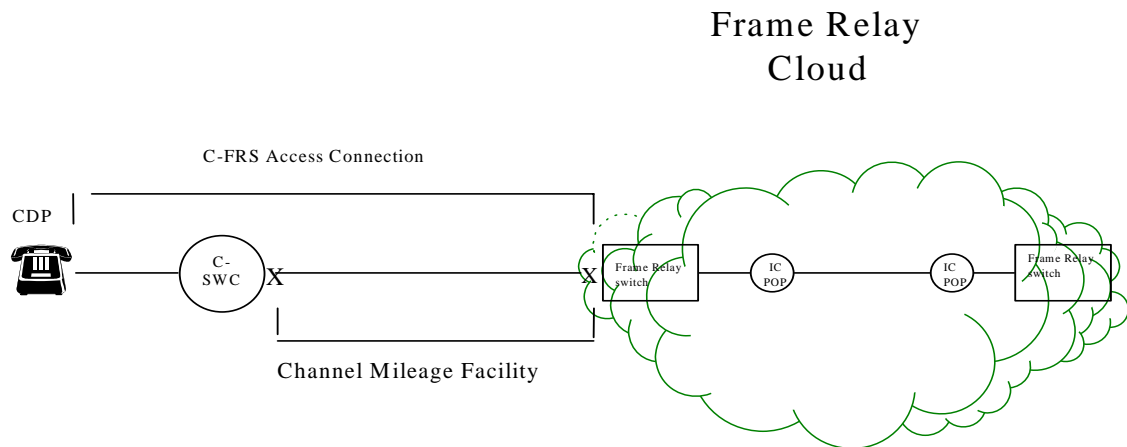 Frame Relay
Cloud
C-FRS Access Connection
CDP
C-
SWC
X
X
Frame Relay
switch
IC
POP
IC
POP
Frame Relay
switch
Channel Mileage Facility